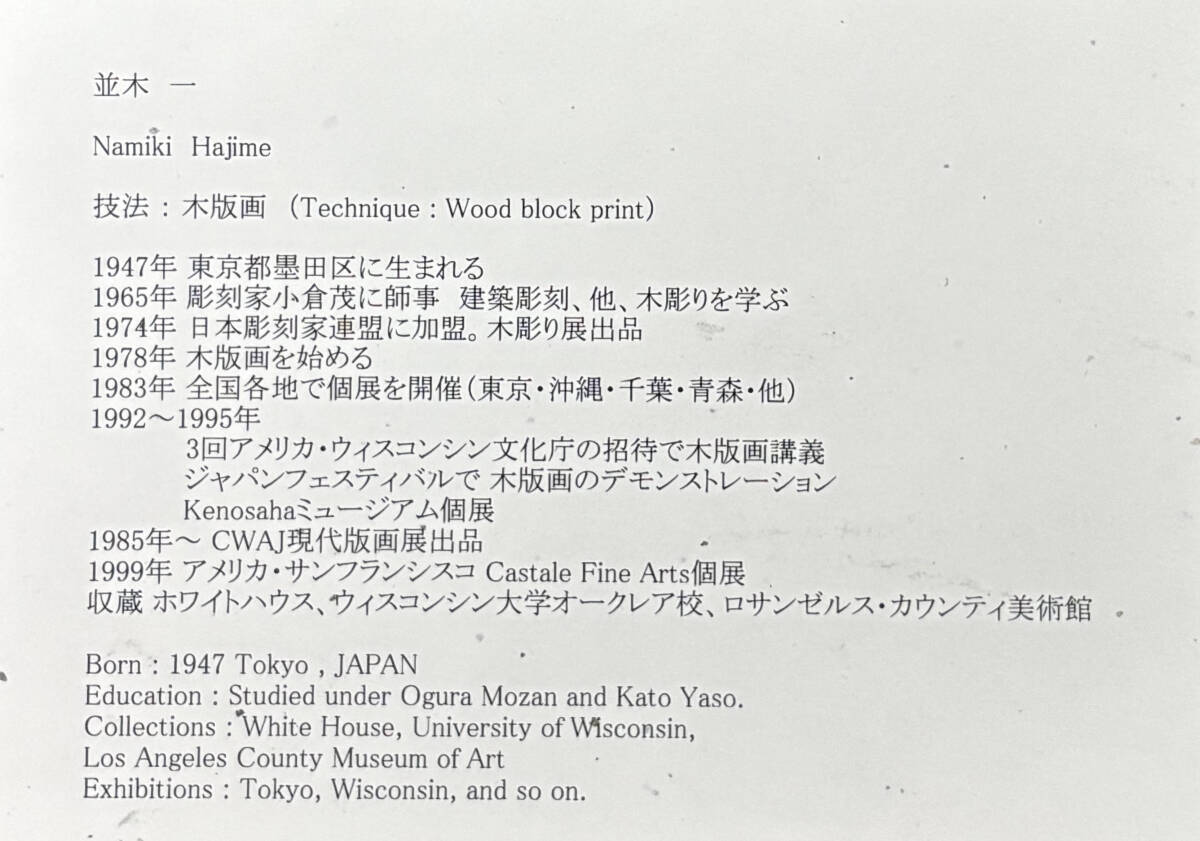 並木 一
Namiki Hajime
技法 : 木版画 (Technique : Wood block print)
1947年 東京都墨田区に生まれる
1965年 彫刻家小倉茂に師事 建築彫刻、他、木彫りを学ぶ
1974年 日本彫刻家連盟に加盟。木彫り展出品
1978年 木版画を始める
1983年 全国各地で個展を開催(東京・沖縄・千葉・青森・他)
1992～1995年
3回アメリカ・ウィスコンシン文化庁の招待で木版画講義
ジャパンフェスティバルで 木版画のデモンストレーション
Kenosahaミュージアム個展
1985年～ CWAJ現代版画展出品
1999年 アメリカ・サンフランシスコ Castale Fine Arts個展
収蔵 ホワイトハウス、ウィスコンシン大学オークレア校、ロサンゼルス・カウンティ美術館
Born : 1947 Tokyo , JAPAN
Education : Studied under Ogura Mozan and Kato Yaso.
Collections : White House, University of Wisconsin,
Los Angeles County Museum of Art
Exhibitions : Tokyo, Wisconsin, and so on.